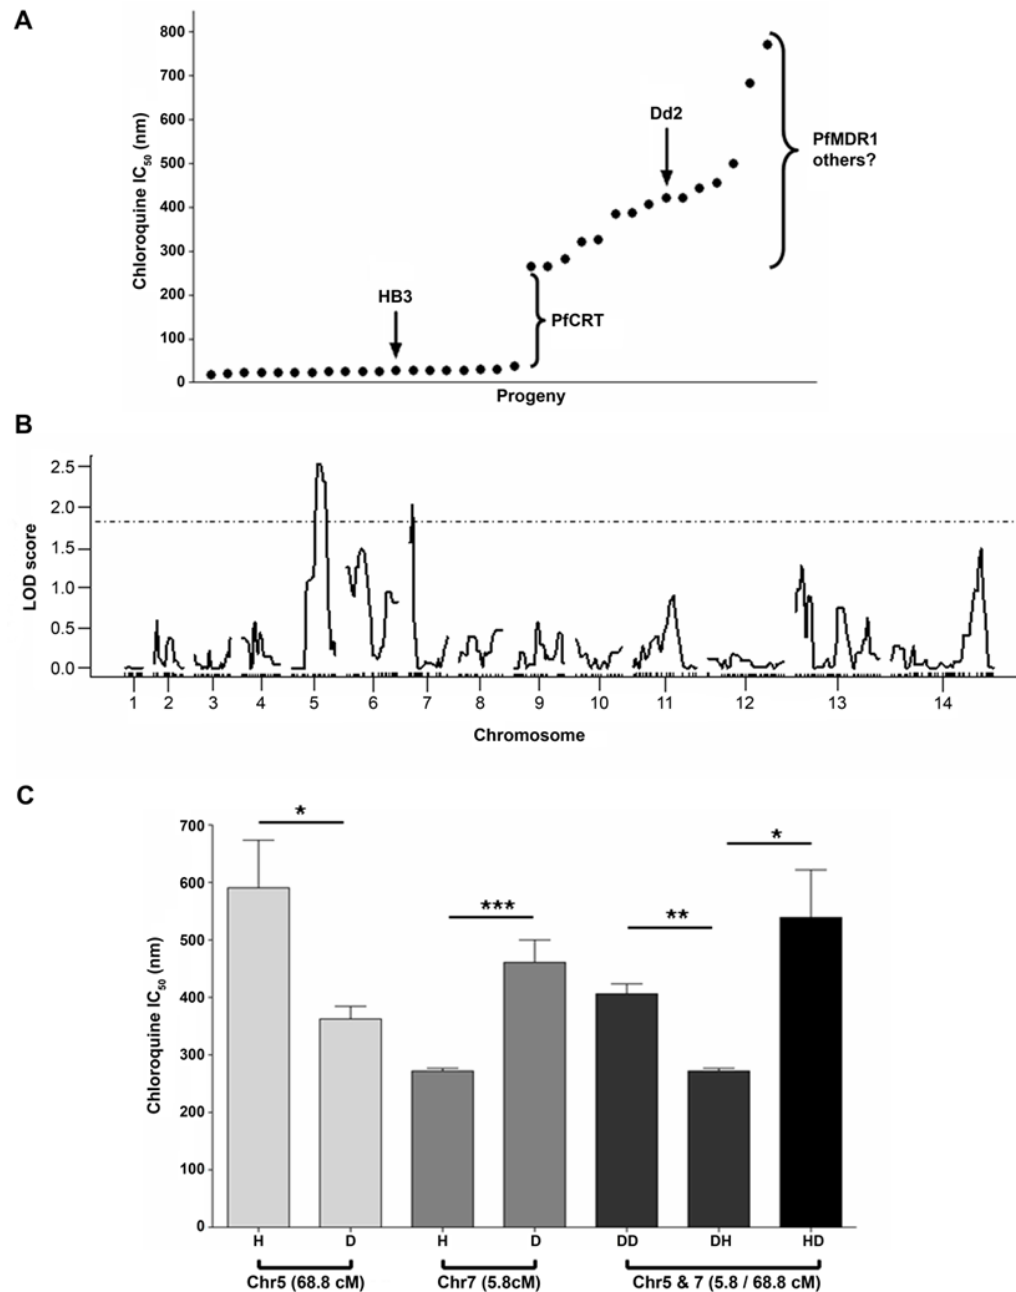 A
800
700
600
500
400
300
200
100
0
Chloroquine IC50 (nm)
HB3
Dd2
PfCRT
PfMDR1
others?
Progeny
B
2.5
2.0
1.5
1.0
0.5
0.0
LOD score
1 2 3 4 5 6 7 8 9 10 11 12 13 14
Chromosome
C
700
600
500
400
300
200
100
0
Chloroquine IC50 (nm)
* *** ** *
H D H D DD DH HD
Chr5 (68.8 cM) Chr7 (5.8cM) Chr5 & 7 (5.8 / 68.8 cM)